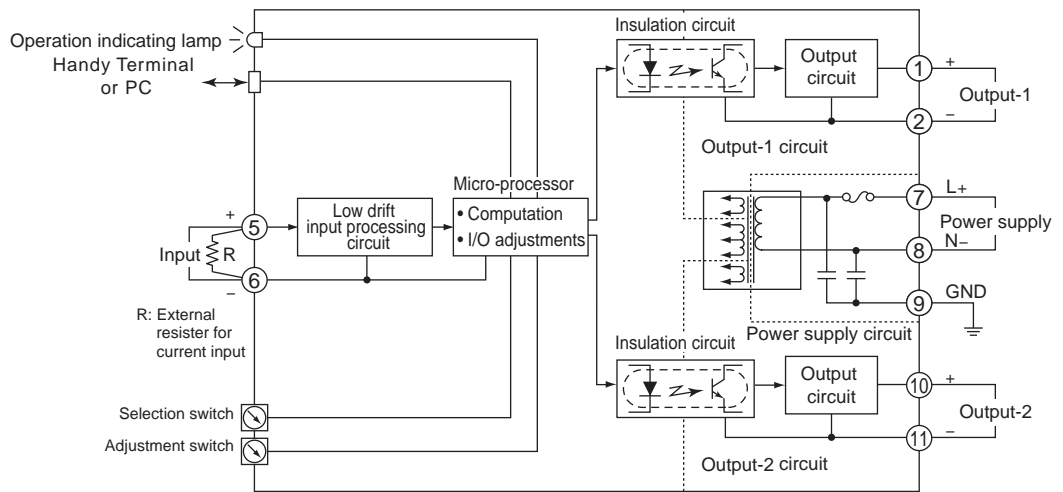 Operation indicating lamp
Handy Terminal
or PC
Insulation circuit
Output
circuit
1
+
Output-1
2
−
Output-1 circuit
Micro-processor
• Computation
• I/O adjustments
Low drift
input processing
circuit
+
5
Input
R
6
−
R: External
resister for
current input
7
L+
Power supply
8
N−
9
GND
Power supply circuit
Insulation circuit
Output
circuit
10
+
Output-2
11
−
Output-2 circuit
Selection switch
Adjustment switch